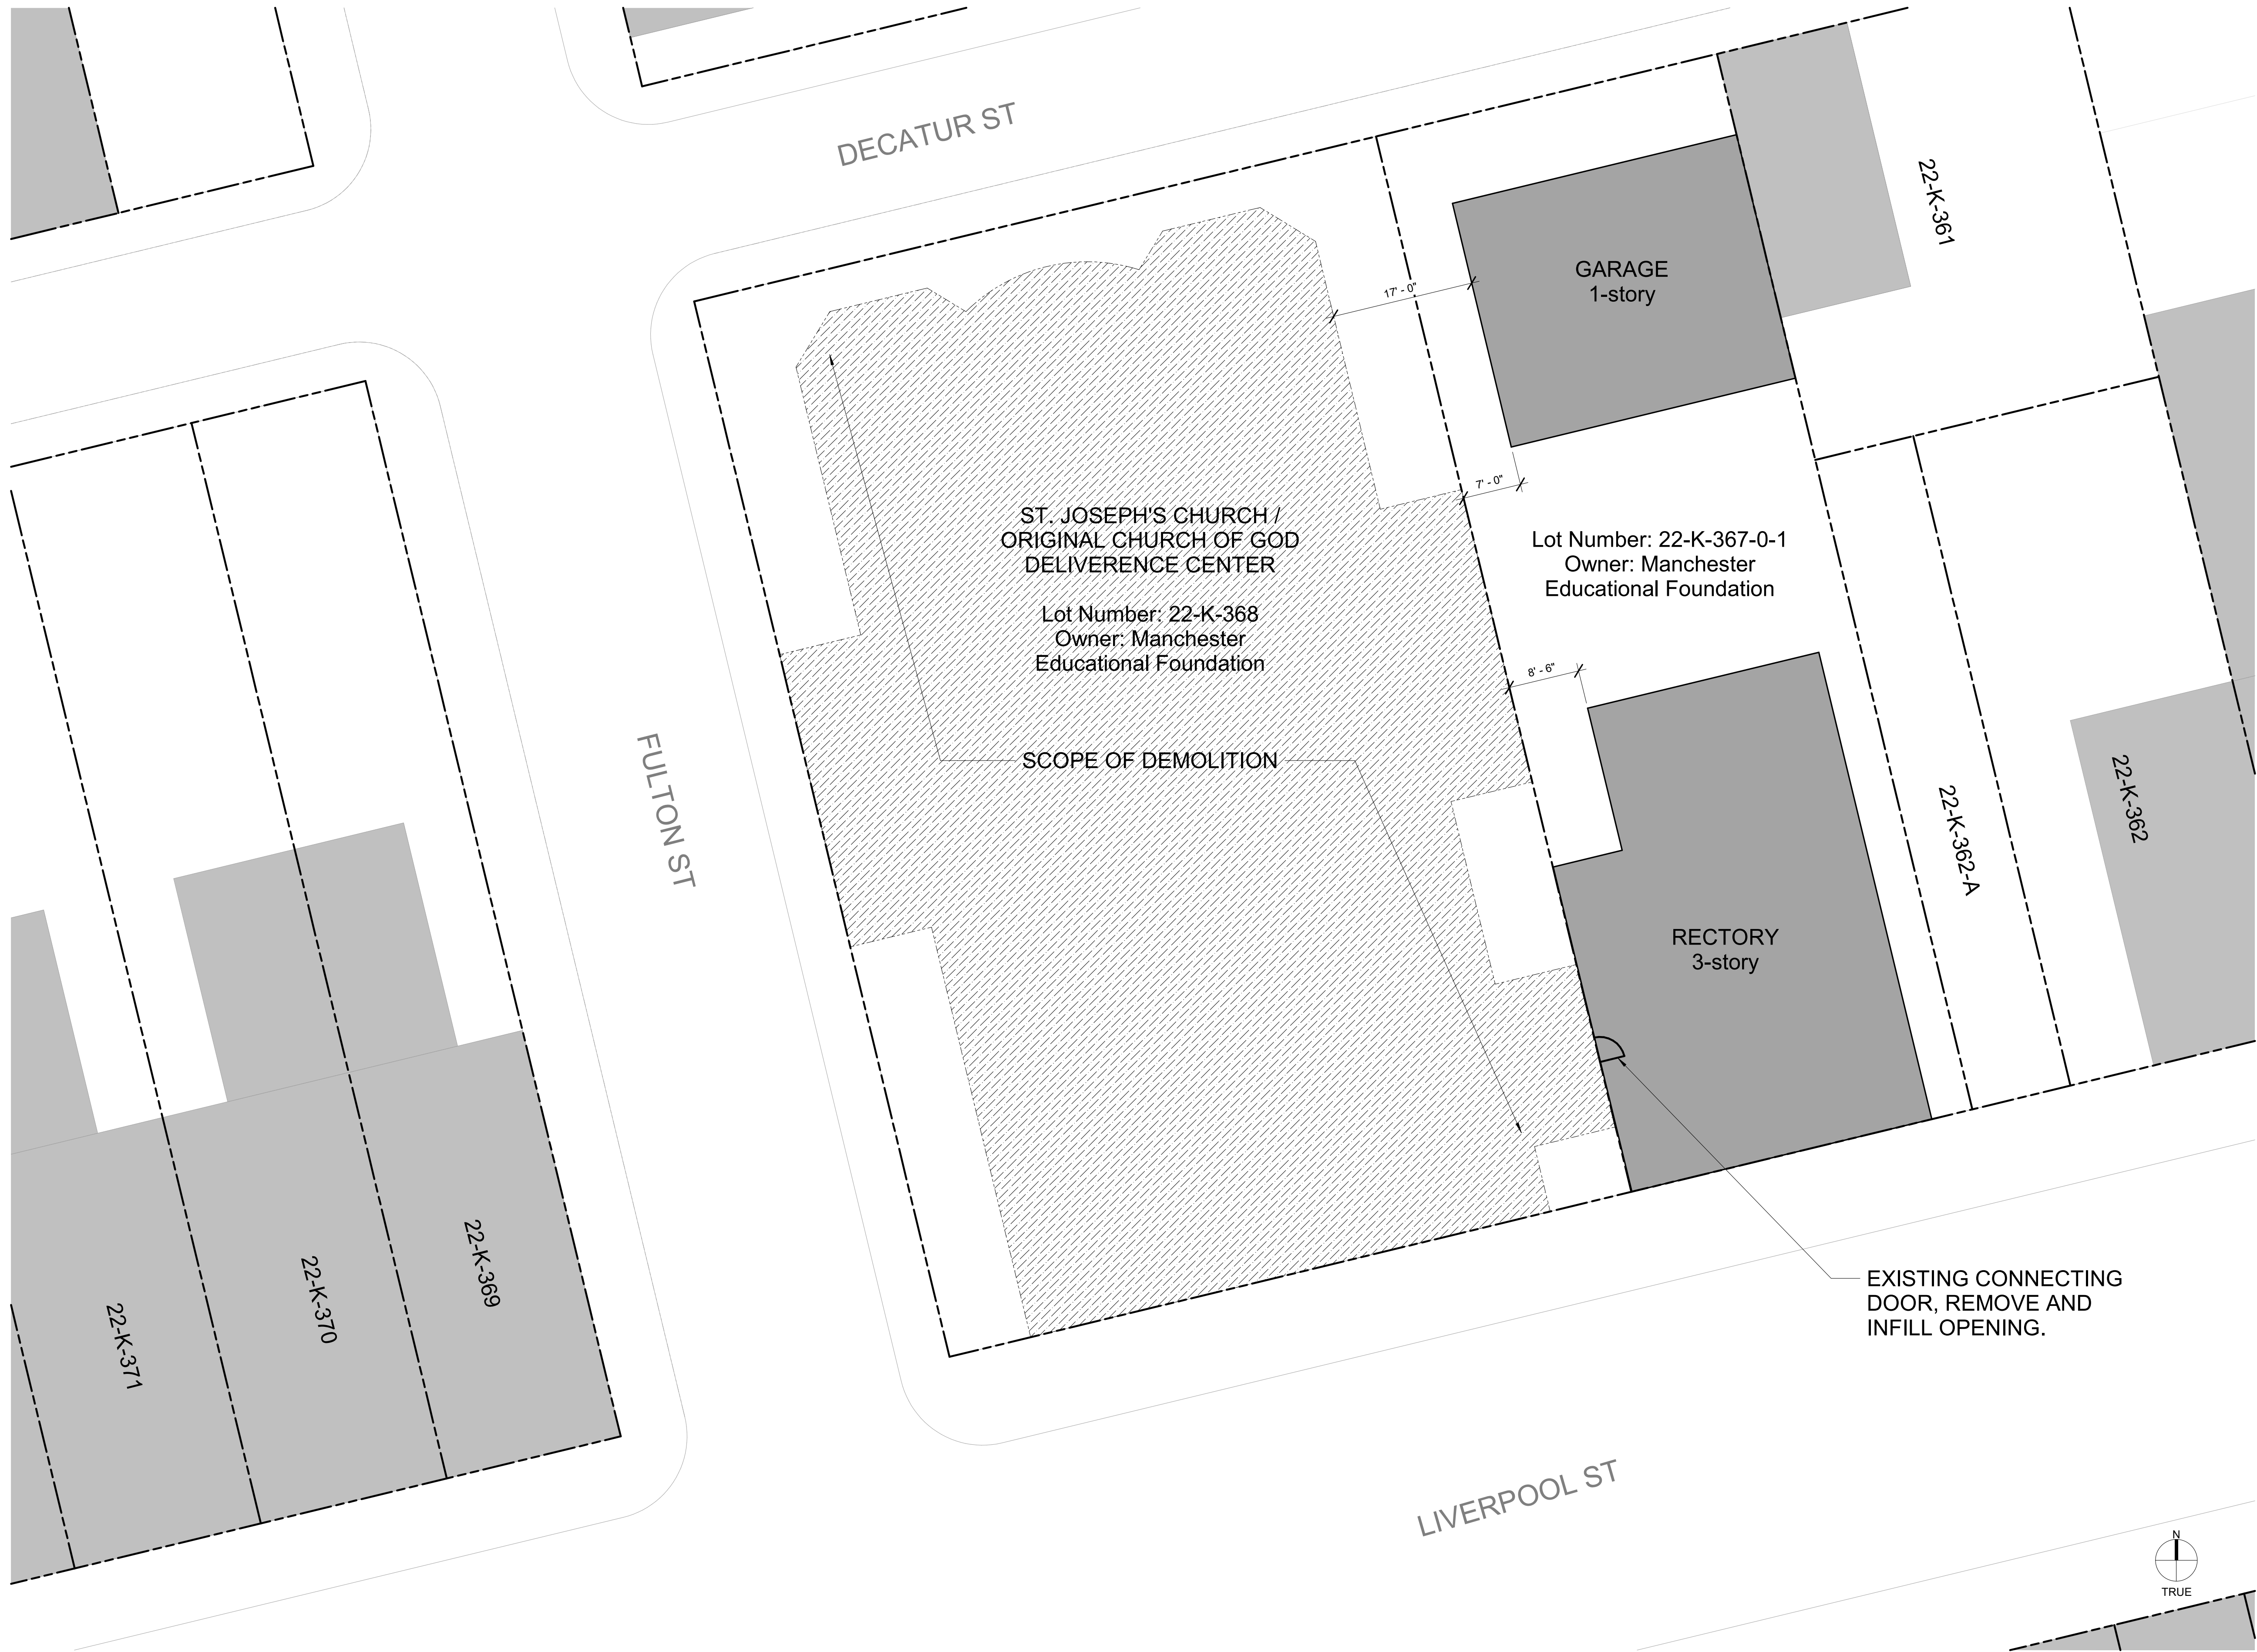 DECATUR ST
22-K-361
GARAGE
1-story
17' - 0"
7' - 0"
ST. JOSEPH'S CHURCH /
ORIGINAL CHURCH OF GOD
DELIVERENCE CENTER
Lot Number: 22-K-368
Owner: Manchester
Educational Foundation
Lot Number: 22-K-367-0-1
Owner: Manchester
Educational Foundation
8' - 6"
FULTON ST
SCOPE OF DEMOLITION
22-K-362-A
22-K-362
RECTORY
3-story
22-K-371
22-K-370
22-K-369
EXISTING CONNECTING
DOOR, REMOVE AND
INFILL OPENING.
LIVERPOOL ST
N
TRUE